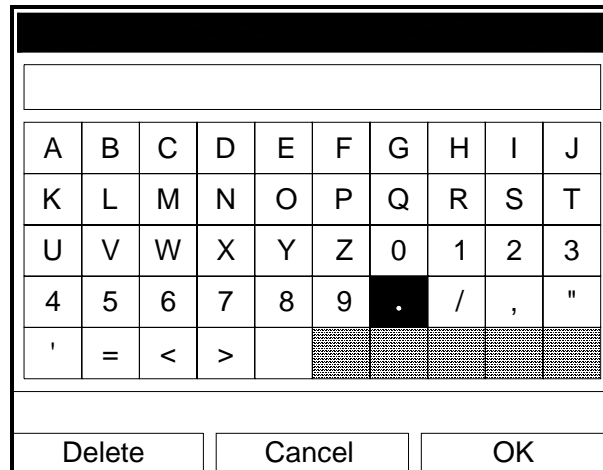 A B C D E F G H I J
K L M N O P Q R S T
U V W X Y Z 0 1 2 3
4 5 6 7 8 9 . / , "
' = < >
Delete Cancel OK